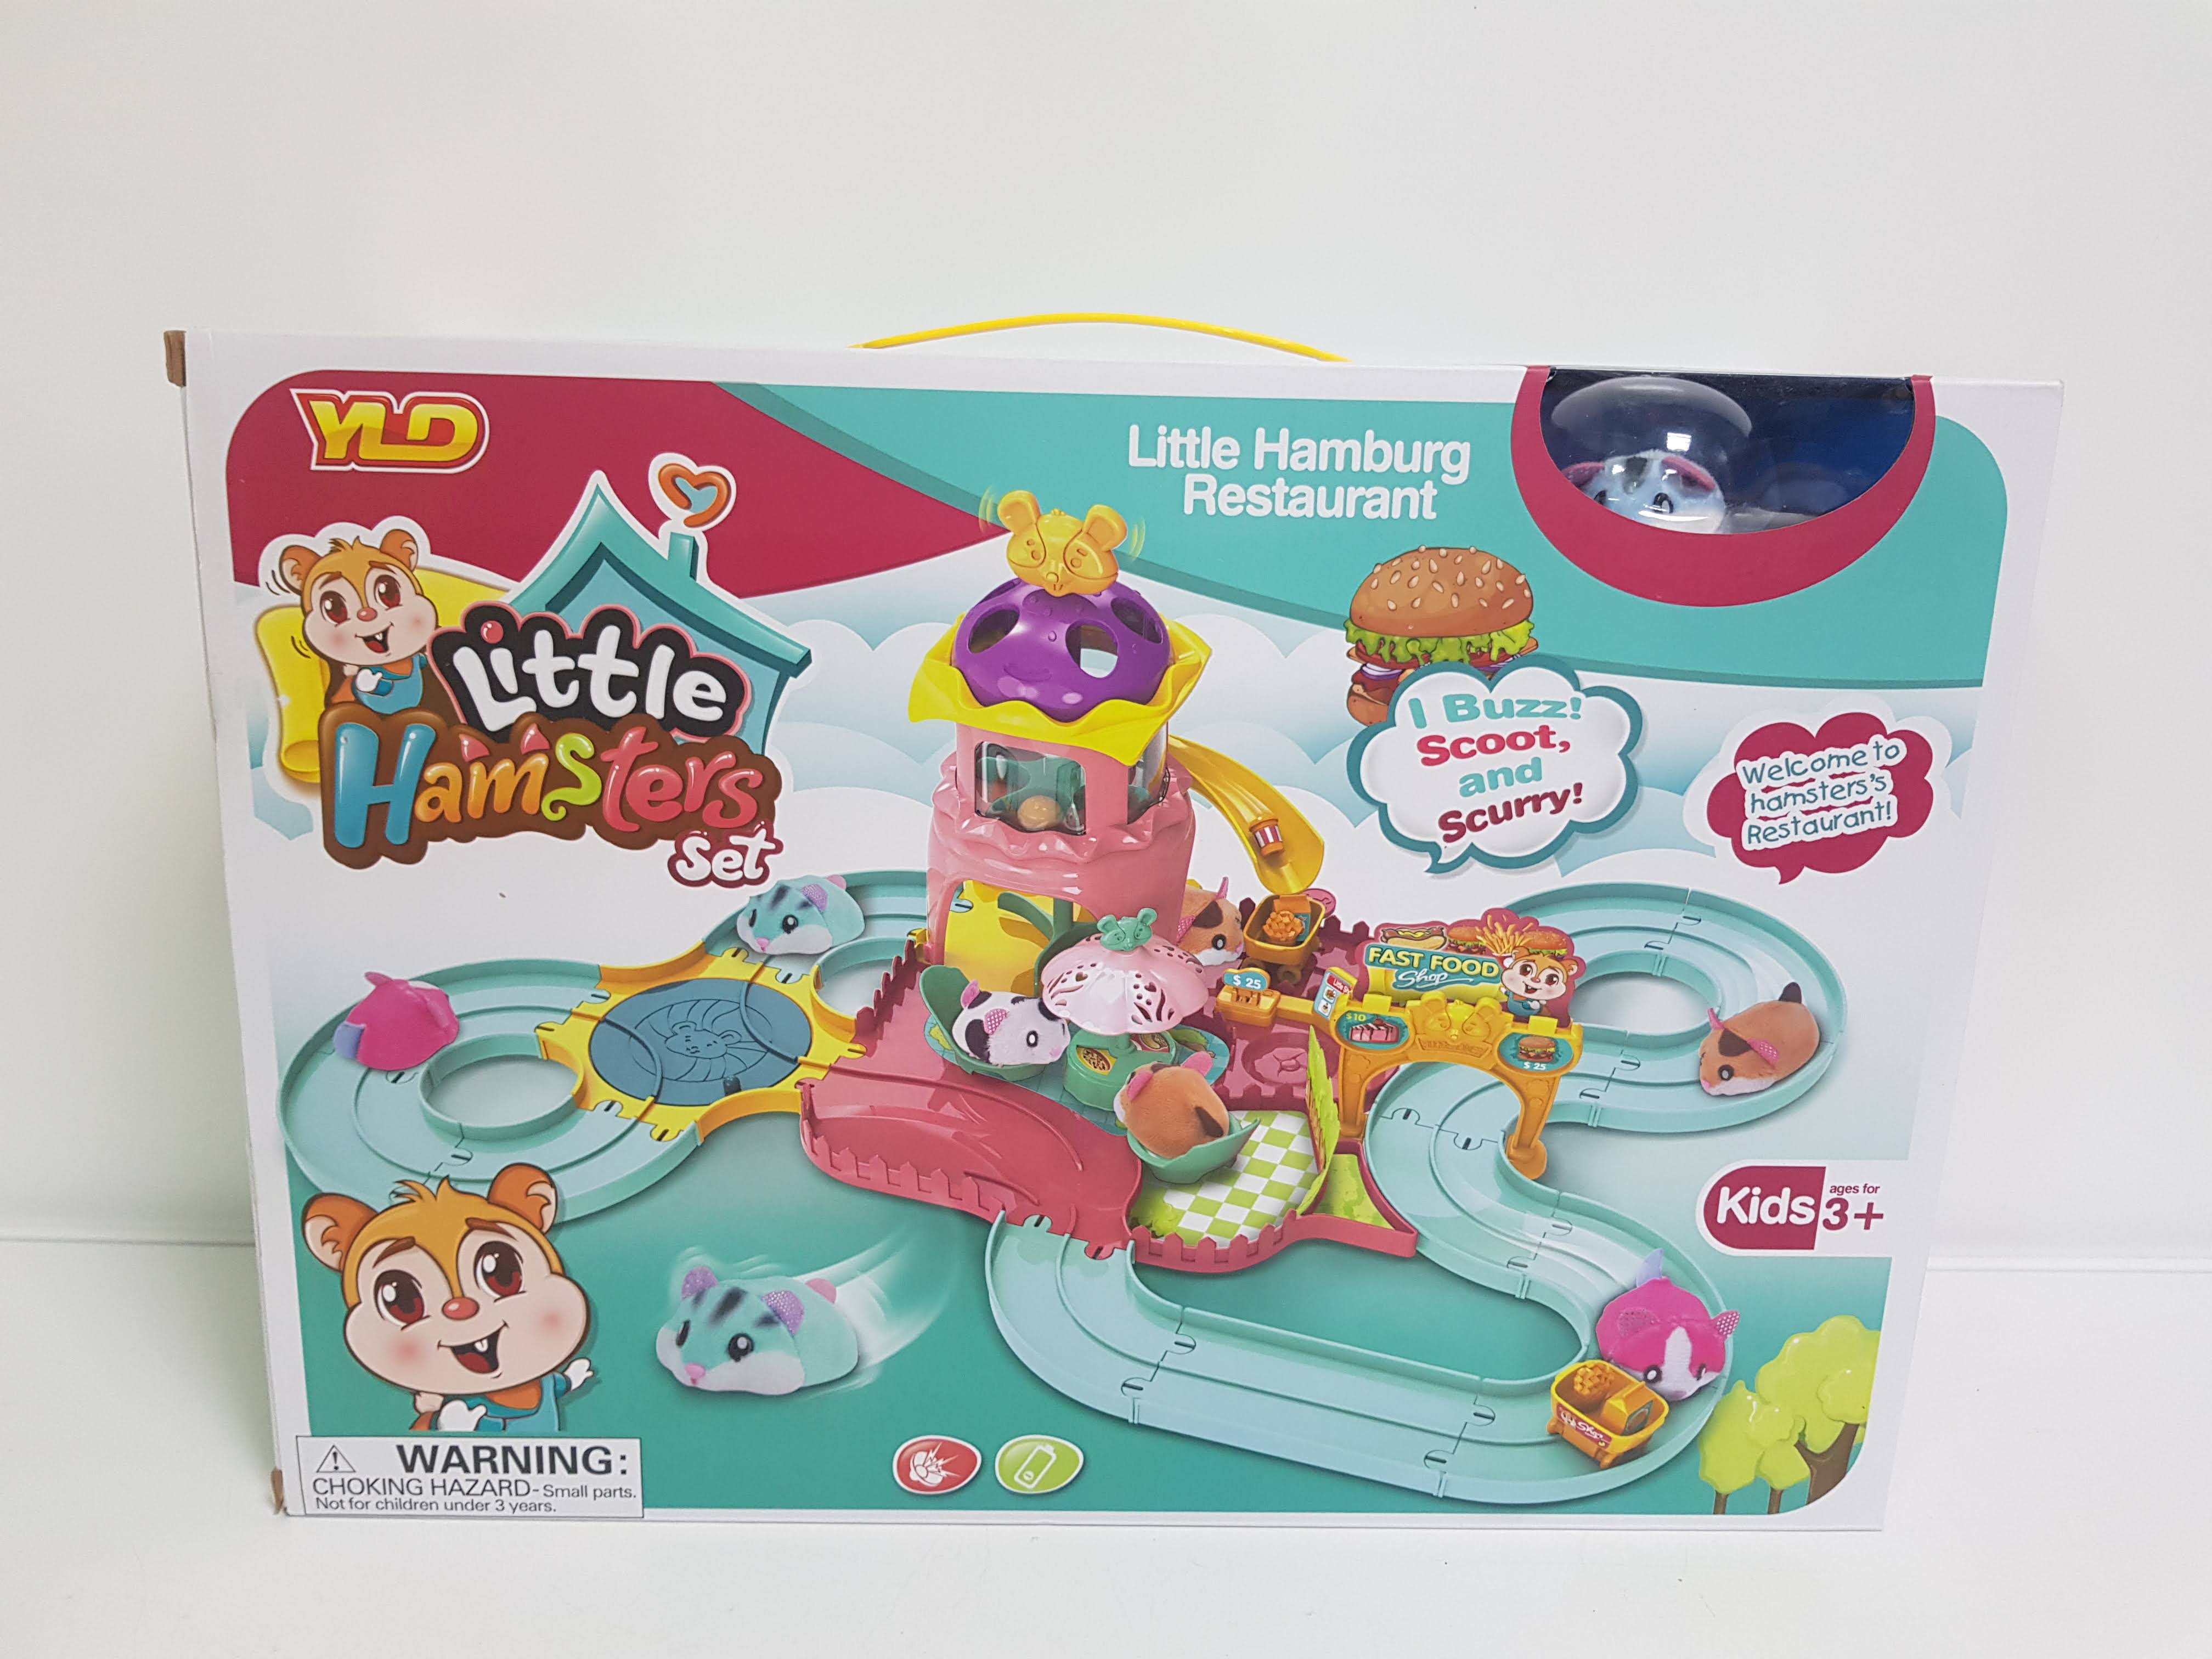 YLD
Little Hamburg
Restaurant
Little
Hamsters
Set
I Buzz!
Scoot,
and
Scurry!
Welcome to
hamsters's
Restaurant!
FAST FOOD
Shop
$ 25
$10
$ 25
Kids
ages for
3+
WARNING:
CHOKING HAZARD-Small parts.
Not for children under 3 years.